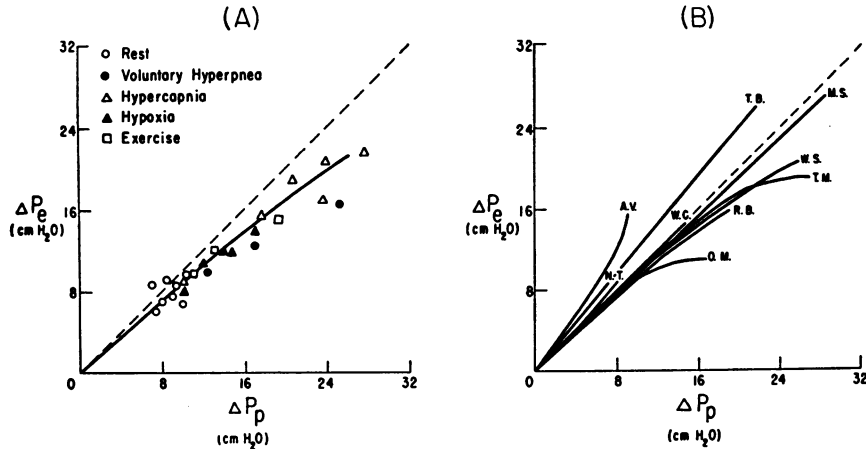 (A)
32
24
16
8
0
8
16
24
32
ΔPe
(cm H2O)
ΔPp
(cm H2O)
Rest
Voluntary Hyperpnea
Hypercapnia
Hypoxia
Exercise
(B)
32
24
16
8
0
8
16
24
32
ΔPe
(cm H2O)
ΔPp
(cm H2O)
T. B.
M. S.
W. S.
T. M.
A. V.
W. C.
R. B.
N. T.
O. M.